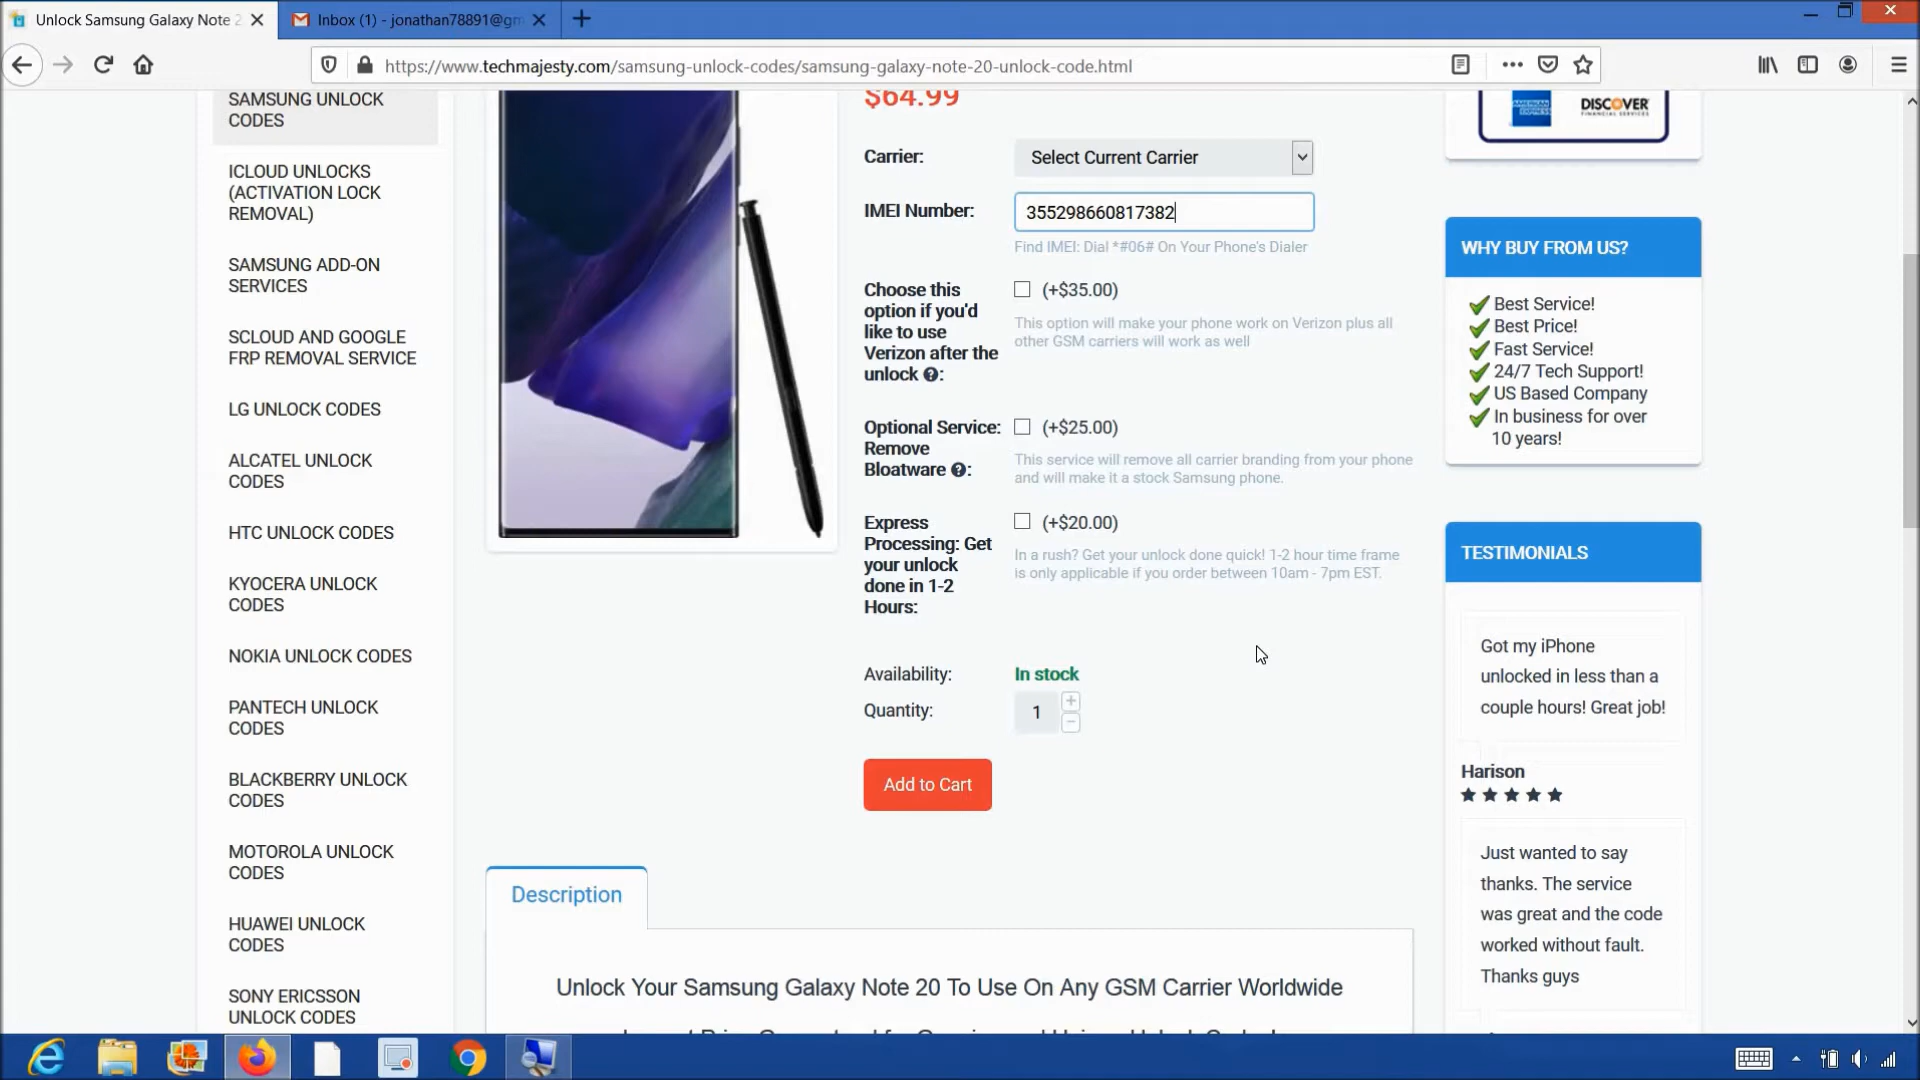 Unlock Samsung Galaxy Note 2
Inbox (1) - jonathan78891@gm
https://www.techmajesty.com/samsung-unlock-codes/samsung-galaxy-note-20-unlock-code.html
SAMSUNG UNLOCK
CODES
ICLOUD UNLOCKS
(ACTIVATION LOCK
REMOVAL)
SAMSUNG ADD-ON
SERVICES
SCLOUD AND GOOGLE
FRP REMOVAL SERVICE
LG UNLOCK CODES
ALCATEL UNLOCK
CODES
HTC UNLOCK CODES
KYOCERA UNLOCK
CODES
NOKIA UNLOCK CODES
PANTECH UNLOCK
CODES
BLACKBERRY UNLOCK
CODES
MOTOROLA UNLOCK
CODES
HUAWEI UNLOCK
CODES
SONY ERICSSON
UNLOCK CODES
$64.99
Carrier:
Select Current Carrier
IMEI Number:
355298660817382
Find IMEI: Dial *#06# On Your Phone's Dialer
Choose this
option if you'd
like to use
Verizon after the
unlock ?:
(+$35.00)
This option will make your phone work on Verizon plus all
other GSM carriers will work as well
Optional Service:
Remove
Bloatware ?:
(+$25.00)
This service will remove all carrier branding from your phone
and will make it a stock Samsung phone.
Express
Processing: Get
your unlock
done in 1-2
Hours:
(+$20.00)
In a rush? Get your unlock done quick! 1-2 hour time frame
is only applicable if you order between 10am - 7pm EST.
Availability:
In stock
Quantity:
1
+
−
Add to Cart
Description
Unlock Your Samsung Galaxy Note 20 To Use On Any GSM Carrier Worldwide
AMERICAN EXPRESS
DISCOVER
FINANCIAL SERVICES
WHY BUY FROM US?
Best Service!
Best Price!
Fast Service!
24/7 Tech Support!
US Based Company
In business for over
10 years!
TESTIMONIALS
Got my iPhone
unlocked in less than a
couple hours! Great job!
Harison
Just wanted to say
thanks. The service
was great and the code
worked without fault.
Thanks guys